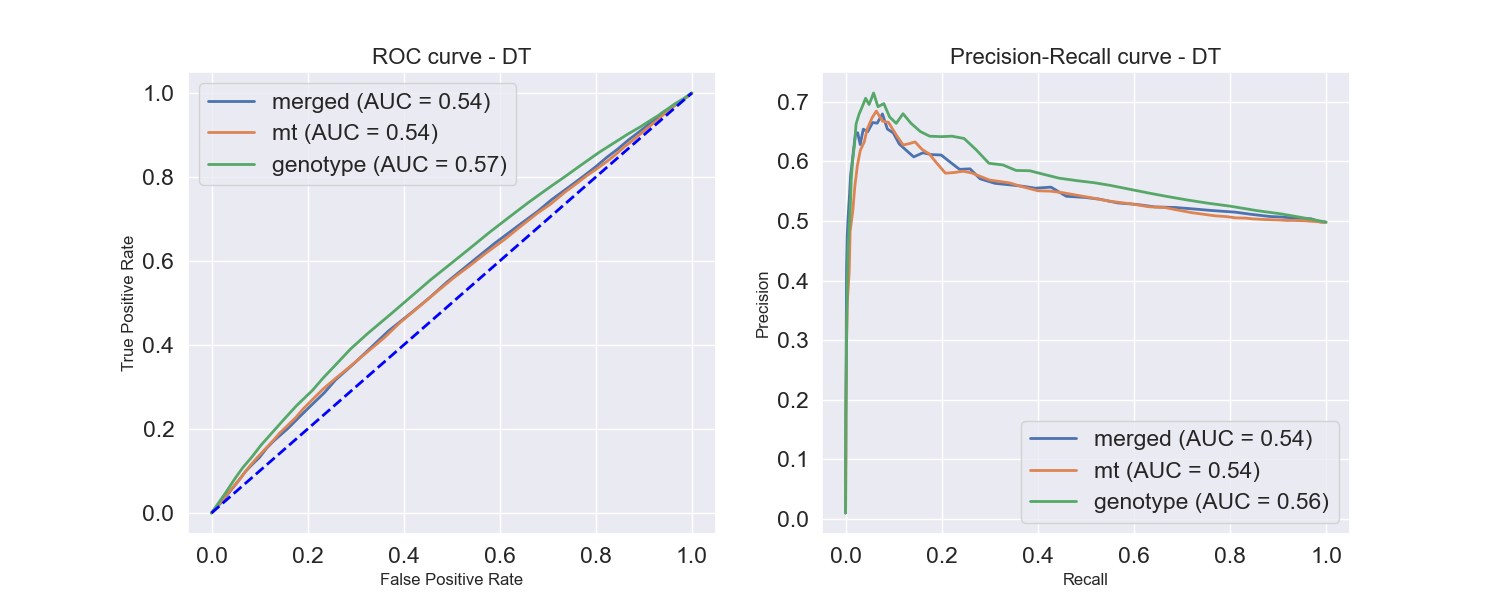 ROC curve - DT
merged (AUC = 0.54)
mt (AUC = 0.54)
genotype (AUC = 0.57)
True Positive Rate
1.0
0.8
0.6
0.4
0.2
0.0
0.0 0.2 0.4 0.6 0.8 1.0
False Positive Rate
Precision-Recall curve - DT
Precision
0.7
0.6
0.5
0.4
0.3
0.2
0.1
0.0
merged (AUC = 0.54)
mt (AUC = 0.54)
genotype (AUC = 0.56)
0.0 0.2 0.4 0.6 0.8 1.0
Recall